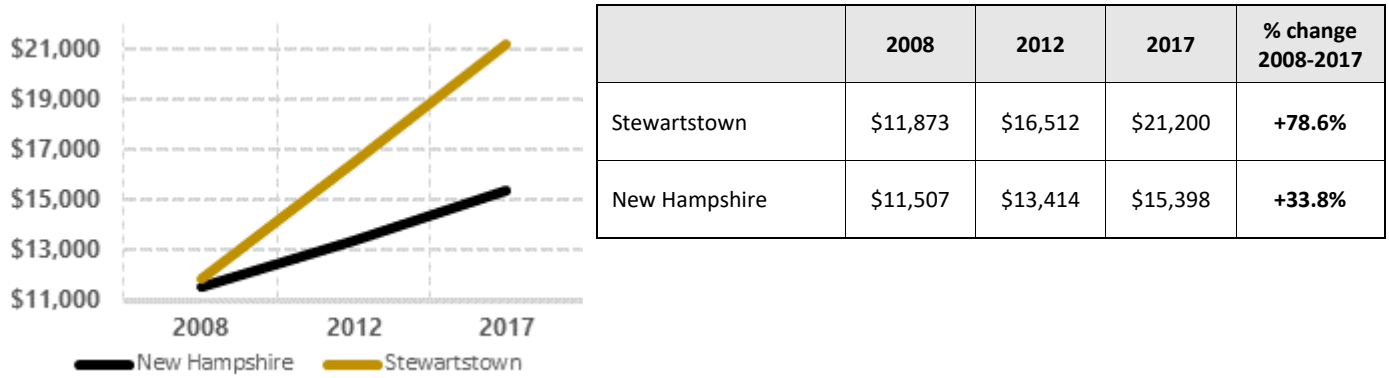 $21,000
$19,000
$17,000
$15,000
$13,000
$11,000
2008 2012 2017
New Hampshire Stewartstown
2008 2012 2017 % change
2008-2017
Stewartstown $11,873 $16,512 $21,200 +78.6%
New Hampshire $11,507 $13,414 $15,398 +33.8%